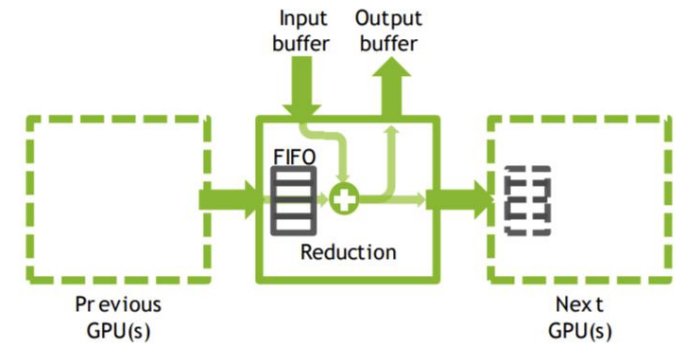 Input
buffer
Output
buffer
FIFO
Reduction
Previous
GPU(s)
Next
GPU(s)